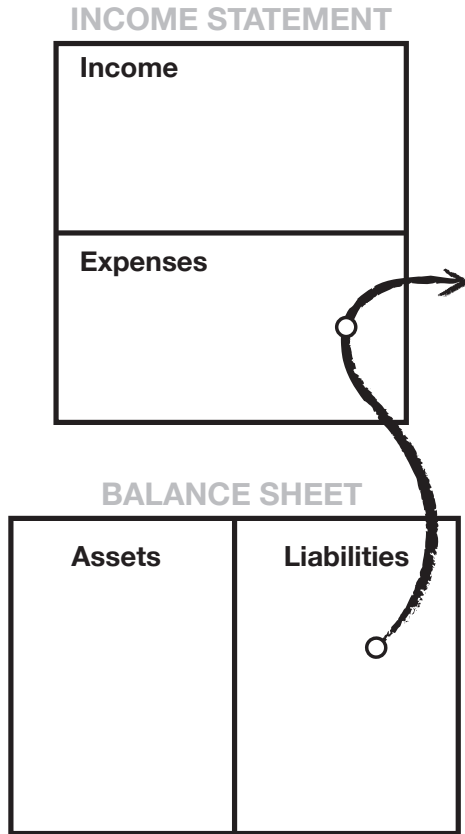 INCOME STATEMENT
Income
Expenses
BALANCE SHEET
Assets
Liabilities